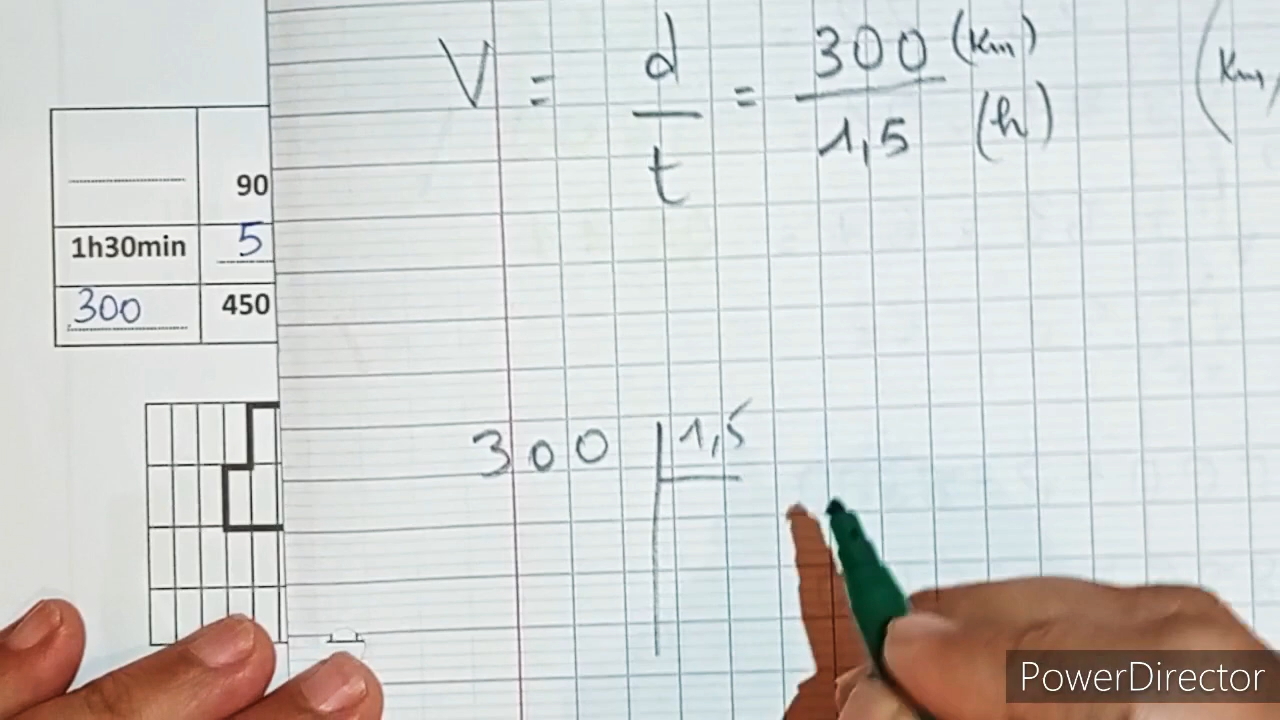 V = d/t = 300 (km)/1,5 (h) (km/
90
1h30min 5
300 450
300 1,5
PowerDirector